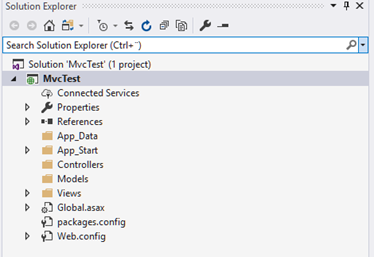 Solution Explorer
Search Solution Explorer (Ctrl+¨)
Solution 'MvcTest' (1 project)
MvcTest
Connected Services
Properties
References
App_Data
App_Start
Controllers
Models
Views
Global.asax
packages.config
Web.config